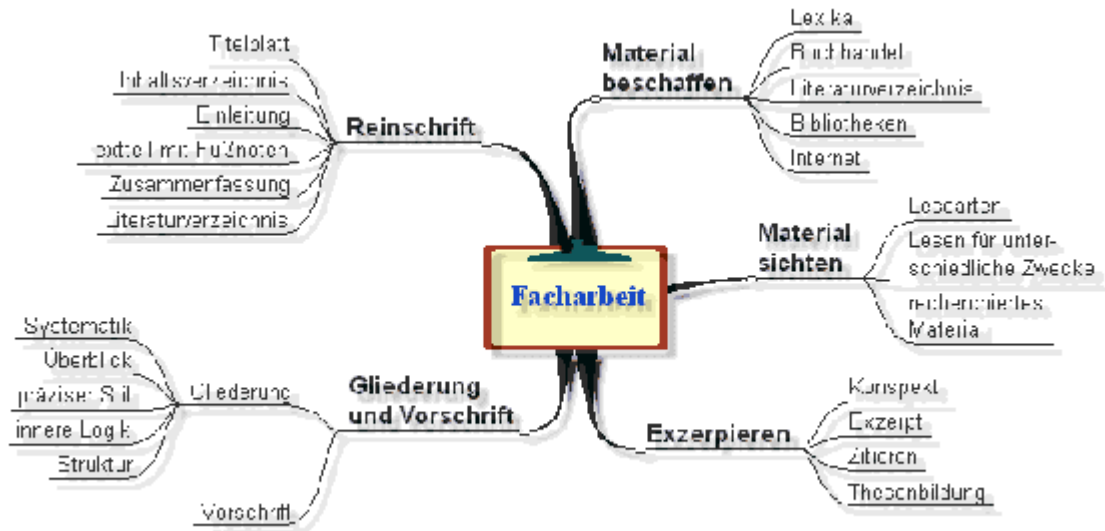 Facharbeit
Material
beschaffen
Lexika
Buchhandel
Literaturverzeichnis
Bibliotheken
Internet
Material
sichten
Lesearten
Lesen für unter-
schiedliche Zwecke
recherchiertes
Material
Exzerpieren
Konspekt
Exzerpt
Zitieren
Thesenbildung
Gliederung
und Vorschrift
Gliederung
Systematik
Überblick
präziser Stil
innere Logik
Struktur
Vorschrift
Reinschrift
Titelblatt
Inhaltsverzeichnis
Einleitung
Textteil mit Fußnoten
Zusammenfassung
Literaturverzeichnis